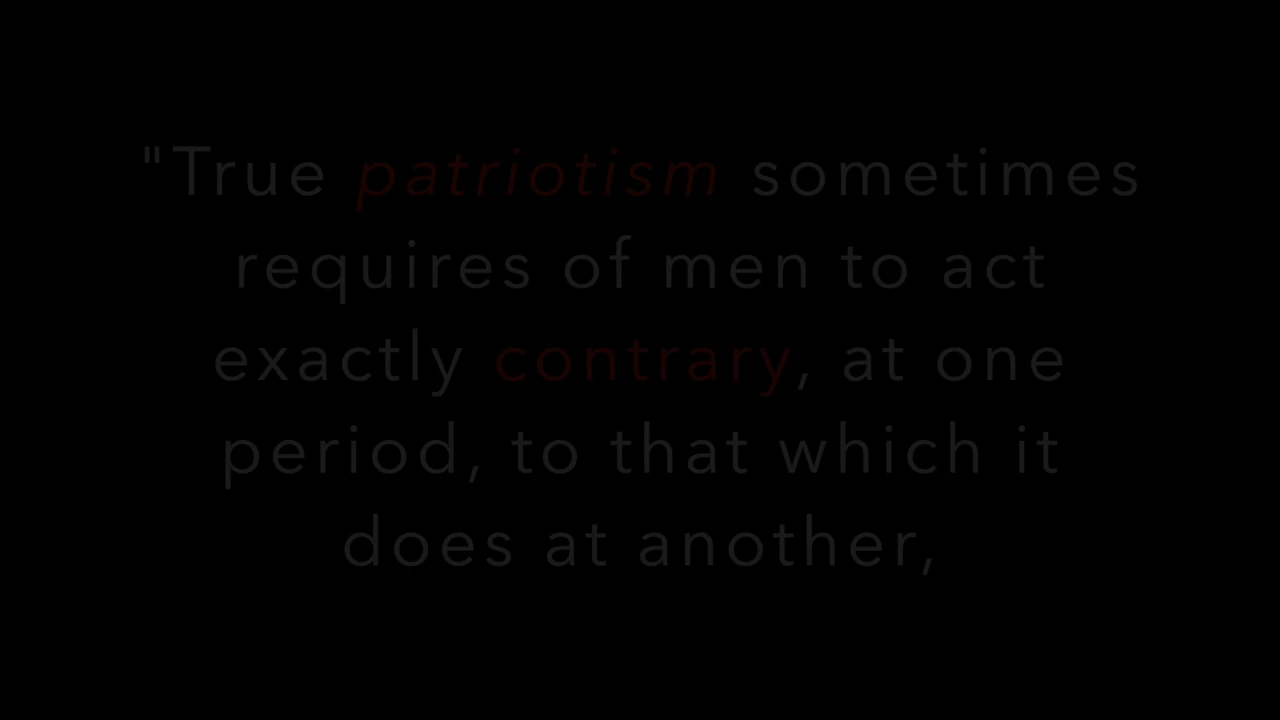 "True patriotism sometimes
requires of men to act
exactly contrary, at one
period, to that which it
does at another,